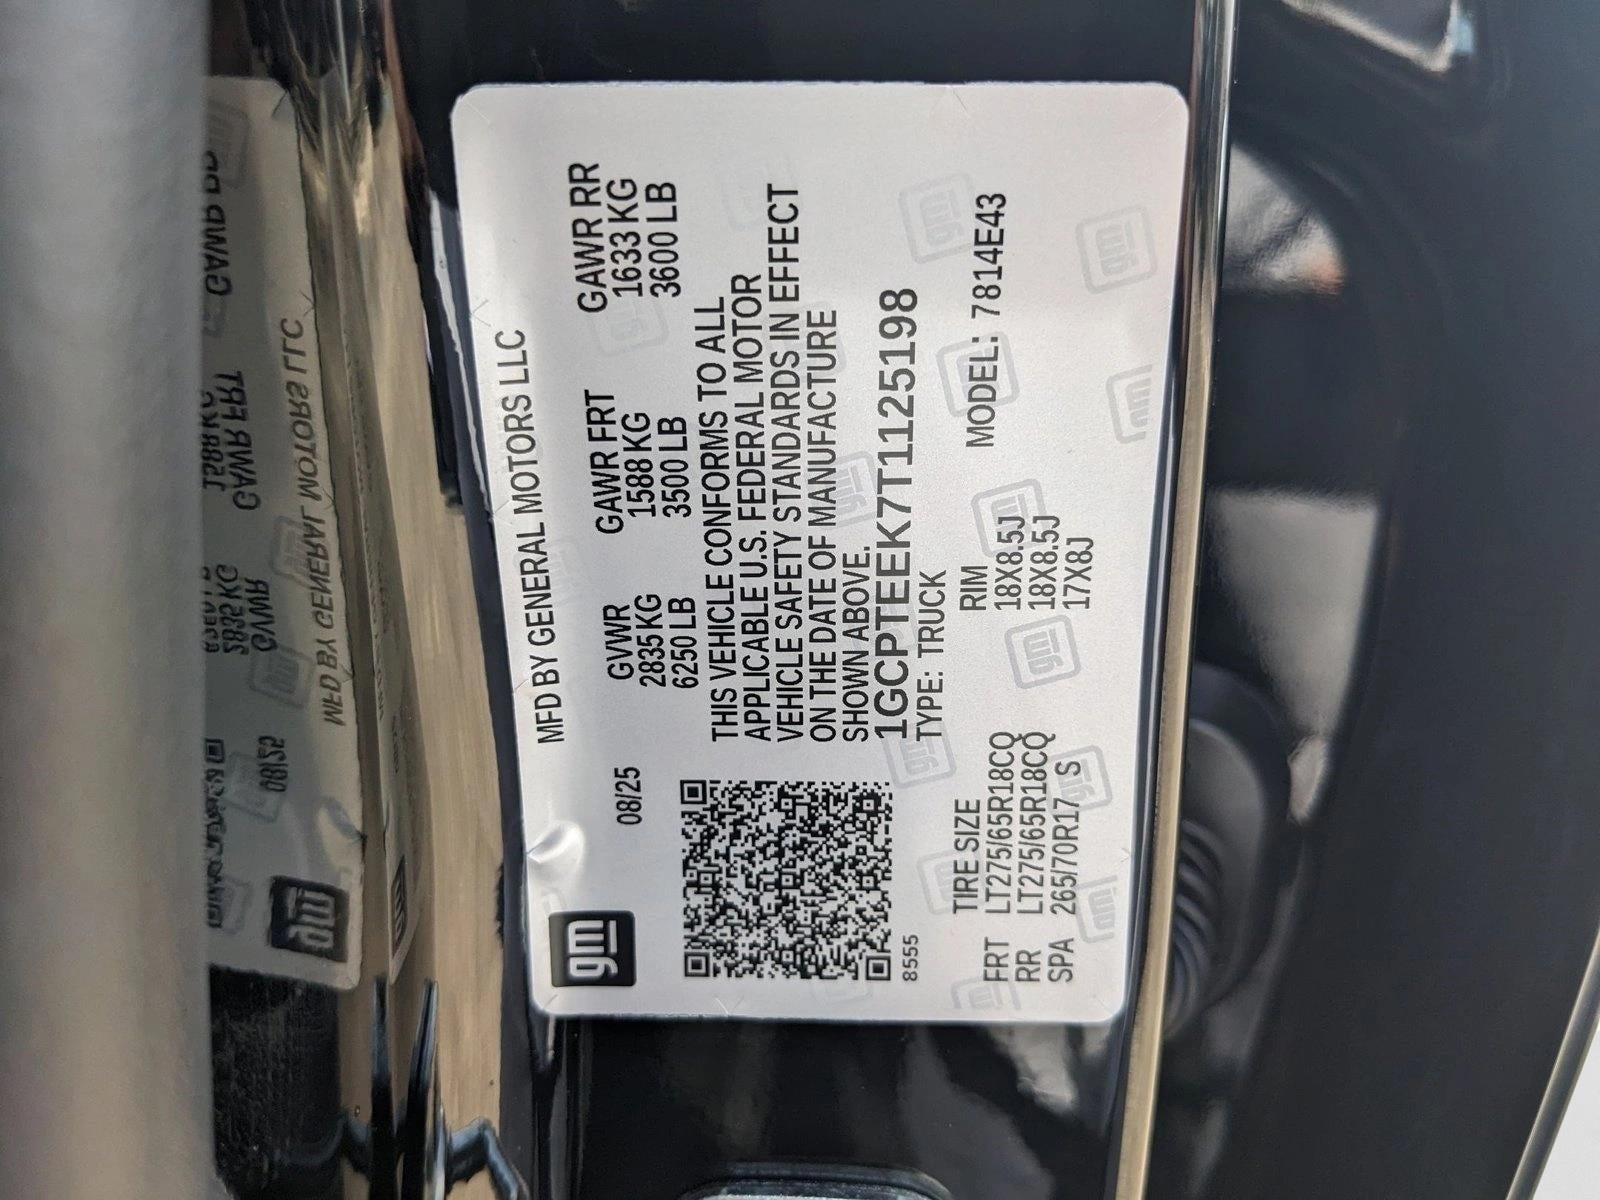 gm
MFD BY GENERAL MOTORS LLC
08/25
GVWR GAWR FRT GAWR RR
2835 KG 1588 KG 1633 KG
6250 LB 3500 LB 3600 LB
THIS VEHICLE CONFORMS TO ALL
APPLICABLE U.S. FEDERAL MOTOR
VEHICLE SAFETY STANDARDS IN EFFECT
ON THE DATE OF MANUFACTURE
SHOWN ABOVE.
1GCPTEEK7T1125198
8555
TYPE: TRUCK
MODEL: 7814E43
TIRE SIZE RIM
FRT LT275/65R18CQ 18X8.5J
RR LT275/65R18CQ 18X8.5J
SPA 265/70R17 S 17X8J